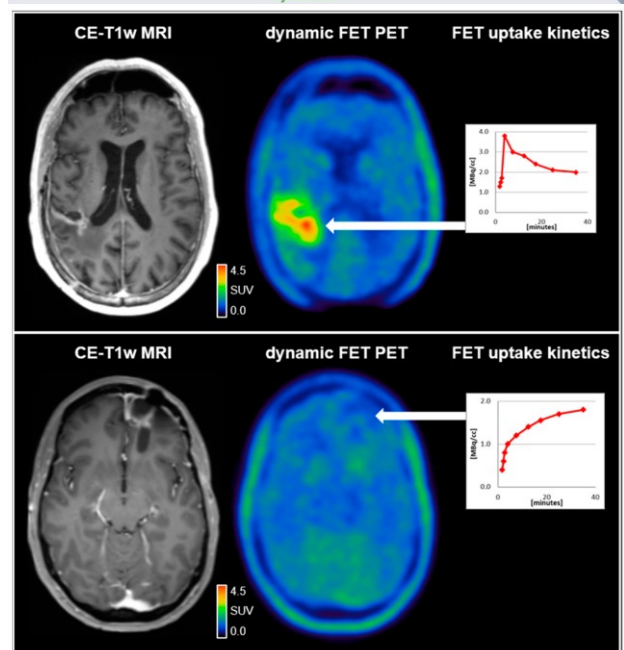 CE-T1w MRI dynamic FET PET FET uptake kinetics
4.0
3.0
2.0
1.0
0.0
[MBq/cc]
0 20 40
[minutes]
4.5
SUV
0.0
CE-T1w MRI dynamic FET PET FET uptake kinetics
2.0
1.0
0.0
[MBq/cc]
0 20 40
[minutes]
4.5
SUV
0.0